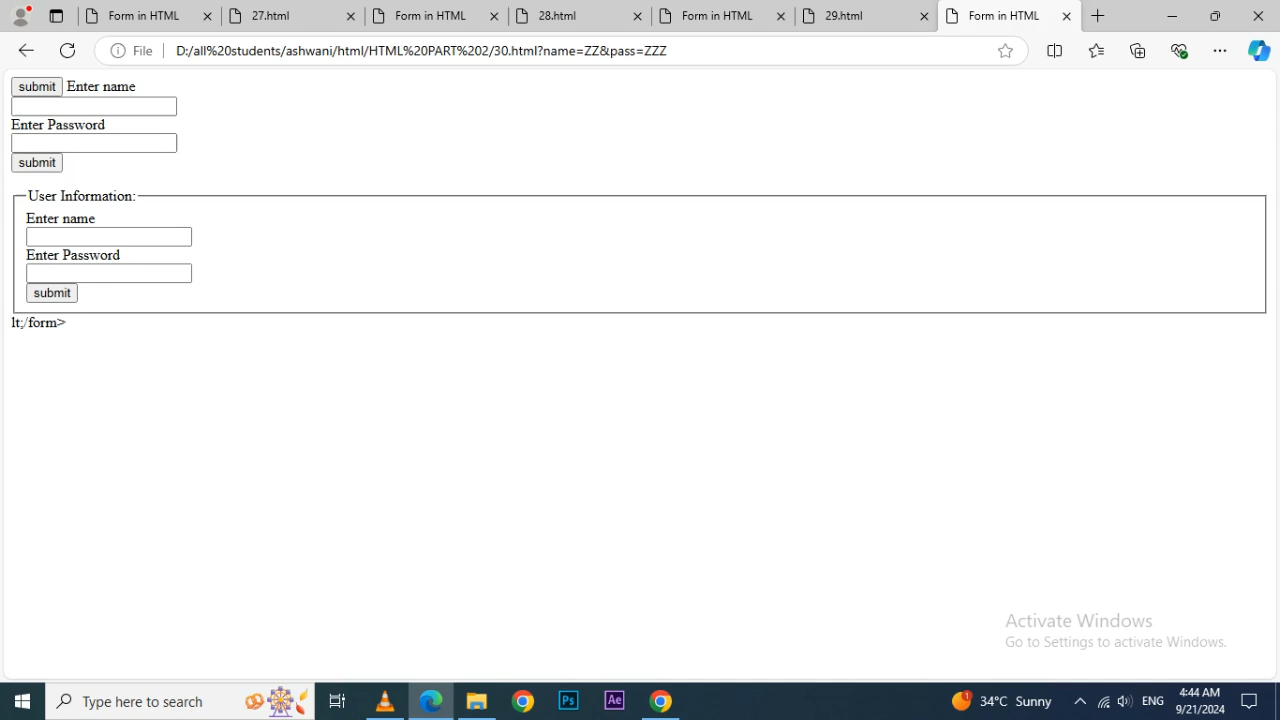 Form in HTML
27.html
Form in HTML
28.html
Form in HTML
29.html
Form in HTML
File
D:/all%20students/ashwani/html/HTML%20PART%202/30.html?name=ZZ&pass=ZZZ
submit Enter name
Enter Password
submit
User Information:
Enter name
Enter Password
submit
lt;/form>
Activate Windows
Go to Settings to activate Windows.
Type here to search
Ps
Ae
1
34°C Sunny
ENG
4:44 AM
9/21/2024